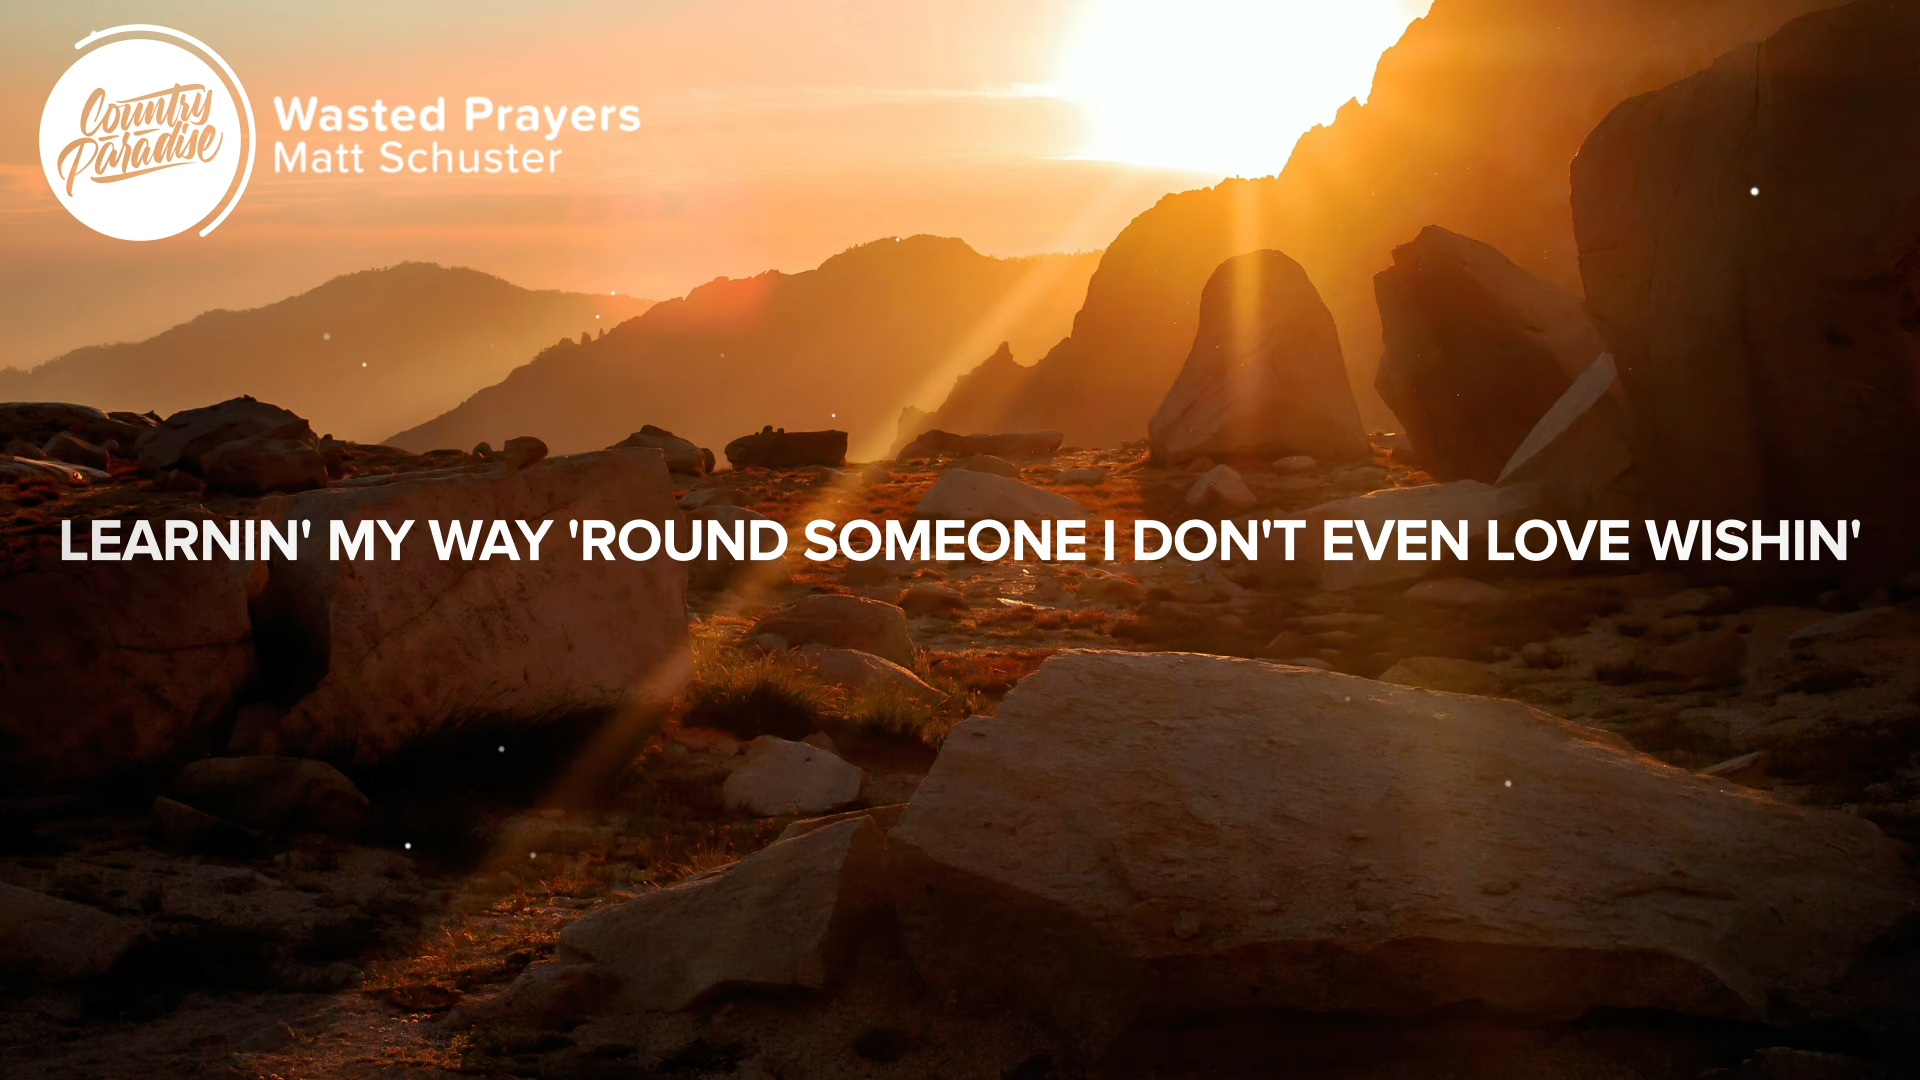 Country
Paradise
Wasted Prayers
Matt Schuster
LEARNIN' MY WAY 'ROUND SOMEONE I DON'T EVEN LOVE WISHIN'